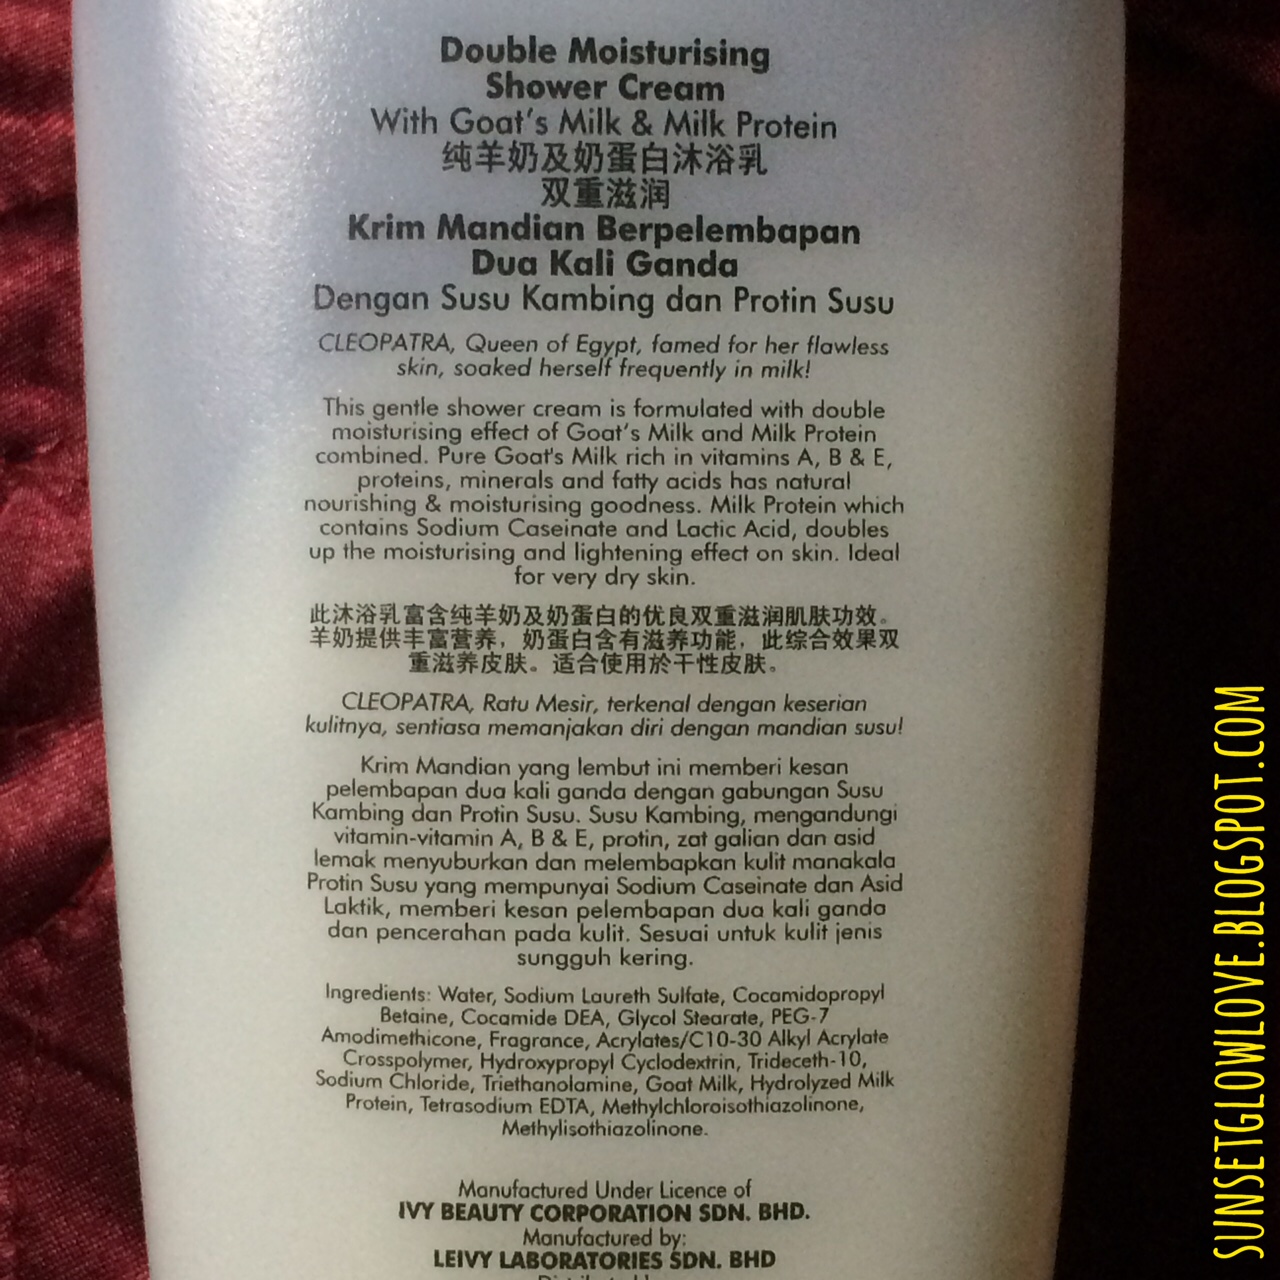 Double Moisturising
Shower Cream
With Goat's Milk & Milk Protein
纯羊奶及奶蛋白沐浴乳
双重滋润
Krim Mandian Berpelembapan
Dua Kali Ganda
Dengan Susu Kambing dan Protin Susu
CLEOPATRA, Queen of Egypt, famed for her flawless
skin, soaked herself frequently in milk!
This gentle shower cream is formulated with double
moisturising effect of Goat's Milk and Milk Protein
combined. Pure Goat's Milk rich in vitamins A, B & E,
proteins, minerals and fatty acids has natural
nourishing & moisturising goodness. Milk Protein which
contains Sodium Caseinate and Lactic Acid, doubles
up the moisturising and lightening effect on skin. Ideal
for very dry skin.
此沐浴乳富含纯羊奶及奶蛋白的优良双重滋润肌肤功效。
羊奶提供丰富营养，奶蛋白含有滋养功能，此综合效果双
重滋养皮肤。适合使用於干性皮肤。
CLEOPATRA, Ratu Mesir, terkenal dengan keserian
kulitnya, sentiasa memanjakan diri dengan mandian susu!
Krim Mandian yang lembut ini memberi kesan
pelembapan dua kali ganda dengan gabungan Susu
Kambing dan Protin Susu. Susu Kambing, mengandungi
vitamin-vitamin A, B & E, protin, zat galian dan asid
lemak menyuburkan dan melembapkan kulit manakala
Protin Susu yang mempunyai Sodium Caseinate dan Asid
Laktik, memberi kesan pelembapan dua kali ganda
dan pencerahan pada kulit. Sesuai untuk kulit jenis
sungguh kering.
Ingredients: Water, Sodium Laureth Sulfate, Cocamidopropyl
Betaine, Cocamide DEA, Glycol Stearate, PEG-7
Amodimethicone, Fragrance, Acrylates/C10-30 Alkyl Acrylate
Crosspolymer, Hydroxypropyl Cyclodextrin, Trideceth-10,
Sodium Chloride, Triethanolamine, Goat Milk, Hydrolyzed Milk
Protein, Tetrasodium EDTA, Methylchloroisothiazolinone,
Methylisothiazolinone.
Manufactured Under Licence of
IVY BEAUTY CORPORATION SDN. BHD.
Manufactured by:
LEIVY LABORATORIES SDN. BHD
SUNSETGLOWLOVE.BLOGSPOT.COM